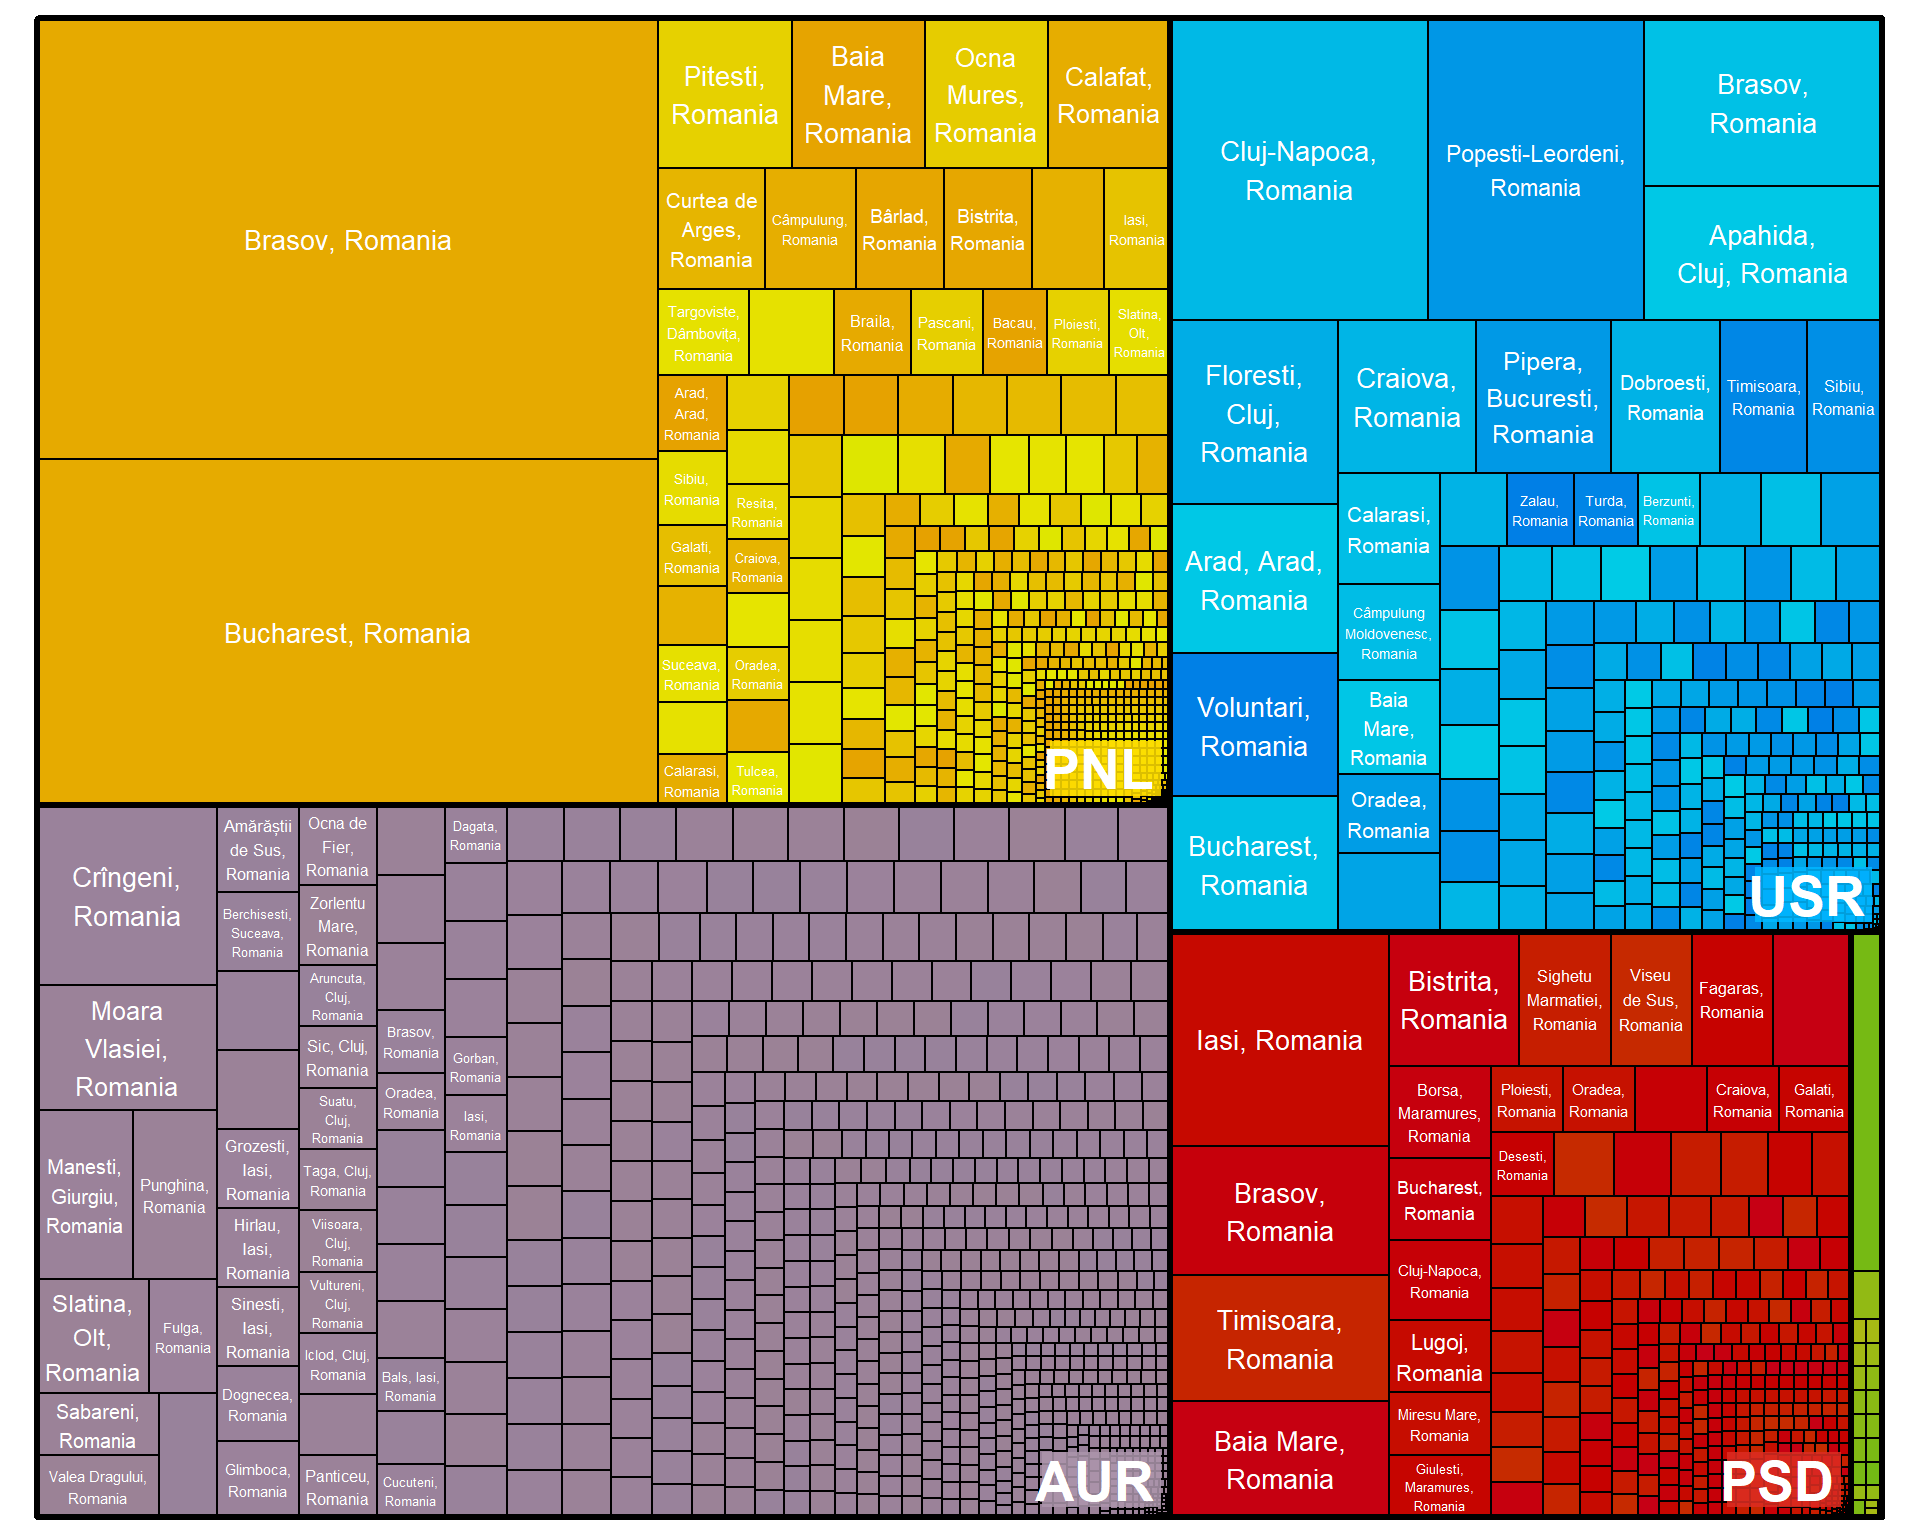 Brasov, Romania
Bucharest, Romania
Pitesti,
Romania
Baia
Mare,
Romania
Ocna
Mures,
Romania
Calafat,
Romania
Curtea de
Arges,
Romania
Câmpulung,
Romania
Bârlad,
Romania
Bistrita,
Romania
Iasi,
Romania
Targoviste,
Dâmbovița,
Romania
Braila,
Romania
Pascani,
Romania
Bacau,
Romania
Ploiesti,
Romania
Slatina,
Olt,
Romania
Arad,
Arad,
Romania
Sibiu,
Romania
Resita,
Romania
Galati,
Romania
Craiova,
Romania
Suceava,
Romania
Oradea,
Romania
Calarasi,
Romania
Tulcea,
Romania
PNL
Cluj-Napoca,
Romania
Popesti-Leordeni,
Romania
Brasov,
Romania
Apahida,
Cluj, Romania
Floresti,
Cluj,
Romania
Craiova,
Romania
Pipera,
Bucuresti,
Romania
Dobroesti,
Romania
Timisoara,
Romania
Sibiu,
Romania
Arad, Arad,
Romania
Calarasi,
Romania
Zalau,
Romania
Turda,
Romania
Berzunti,
Romania
Câmpulung
Moldovenesc,
Romania
Voluntari,
Romania
Baia
Mare,
Romania
Oradea,
Romania
Bucharest,
Romania
USR
Crîngeni,
Romania
Moara
Vlasiei,
Romania
Manesti,
Giurgiu,
Romania
Punghina,
Romania
Slatina,
Olt,
Romania
Fulga,
Romania
Sabareni,
Romania
Valea Dragului,
Romania
Amărăștii
de Sus,
Romania
Berchisesti,
Suceava,
Romania
Grozesti,
Iasi,
Romania
Hirlau,
Iasi,
Romania
Sinesti,
Iasi,
Romania
Dognecea,
Romania
Glimboca,
Romania
Ocna de
Fier,
Romania
Zorlentu
Mare,
Romania
Aruncuta,
Cluj,
Romania
Sic, Cluj,
Romania
Suatu,
Cluj,
Romania
Taga, Cluj,
Romania
Viisoara,
Cluj,
Romania
Vultureni,
Cluj,
Romania
Iclod, Cluj,
Romania
Panticeu,
Romania
Brasov,
Romania
Oradea,
Romania
Bals, Iasi,
Romania
Cucuteni,
Romania
Dagata,
Romania
Gorban,
Romania
Iasi,
Romania
AUR
Iasi, Romania
Brasov,
Romania
Timisoara,
Romania
Baia Mare,
Romania
Bistrita,
Romania
Sighetu
Marmatiei,
Romania
Viseu
de Sus,
Romania
Fagaras,
Romania
Borsa,
Maramures,
Romania
Ploiesti,
Romania
Oradea,
Romania
Craiova,
Romania
Galati,
Romania
Bucharest,
Romania
Desesti,
Romania
Cluj-Napoca,
Romania
Lugoj,
Romania
Miresu Mare,
Romania
Giulesti,
Maramures,
Romania
PSD